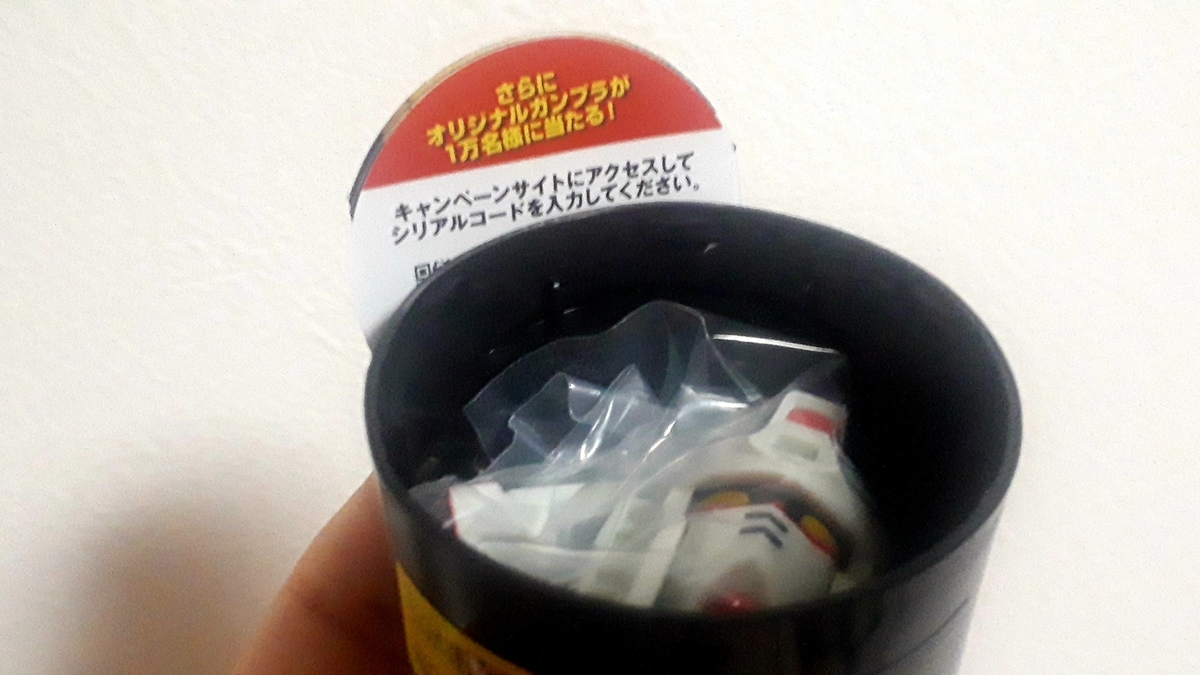 さらに
オリジナルガンプラが
1万名様に当たる!
キャンペーンサイトにアクセスして
シリアルコードを入力してください。